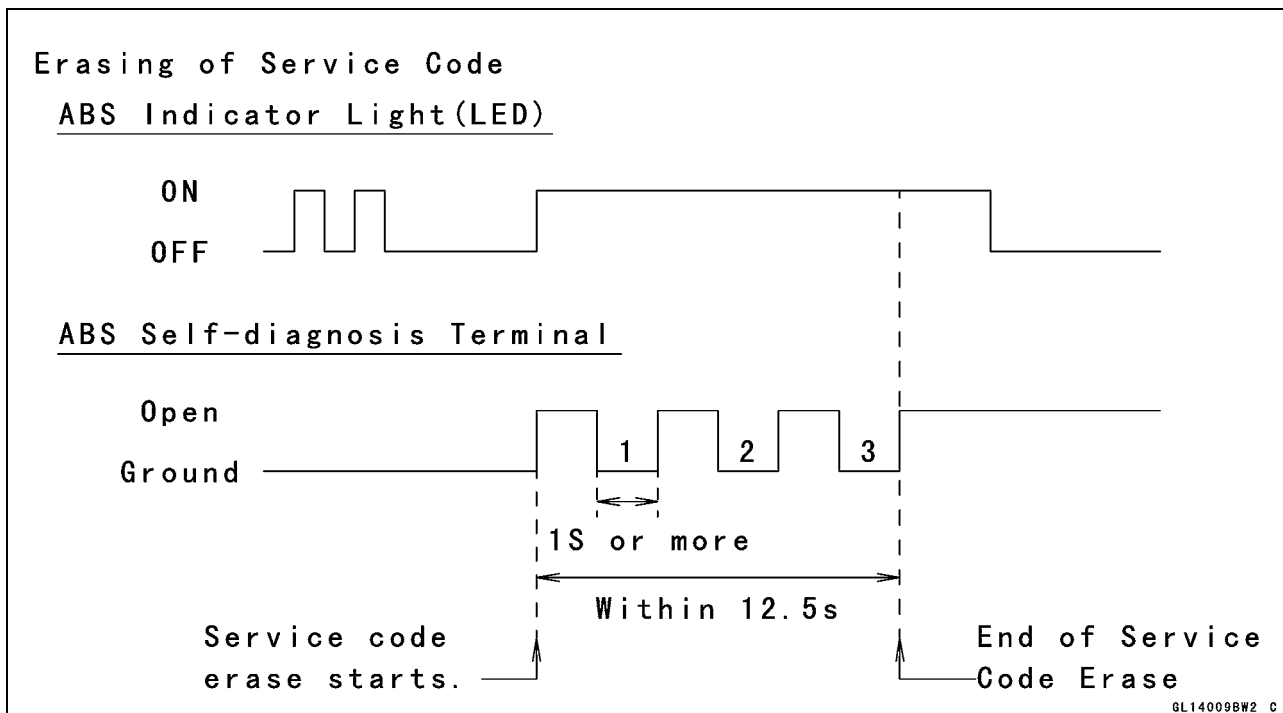 Erasing of Service Code
ABS Indicator Light(LED)
ON
OFF
ABS Self-diagnosis Terminal
Open
Ground
1
2
3
1S or more
Within 12.5s
Service code
erase starts.
End of Service
Code Erase
GL14009BW2 C